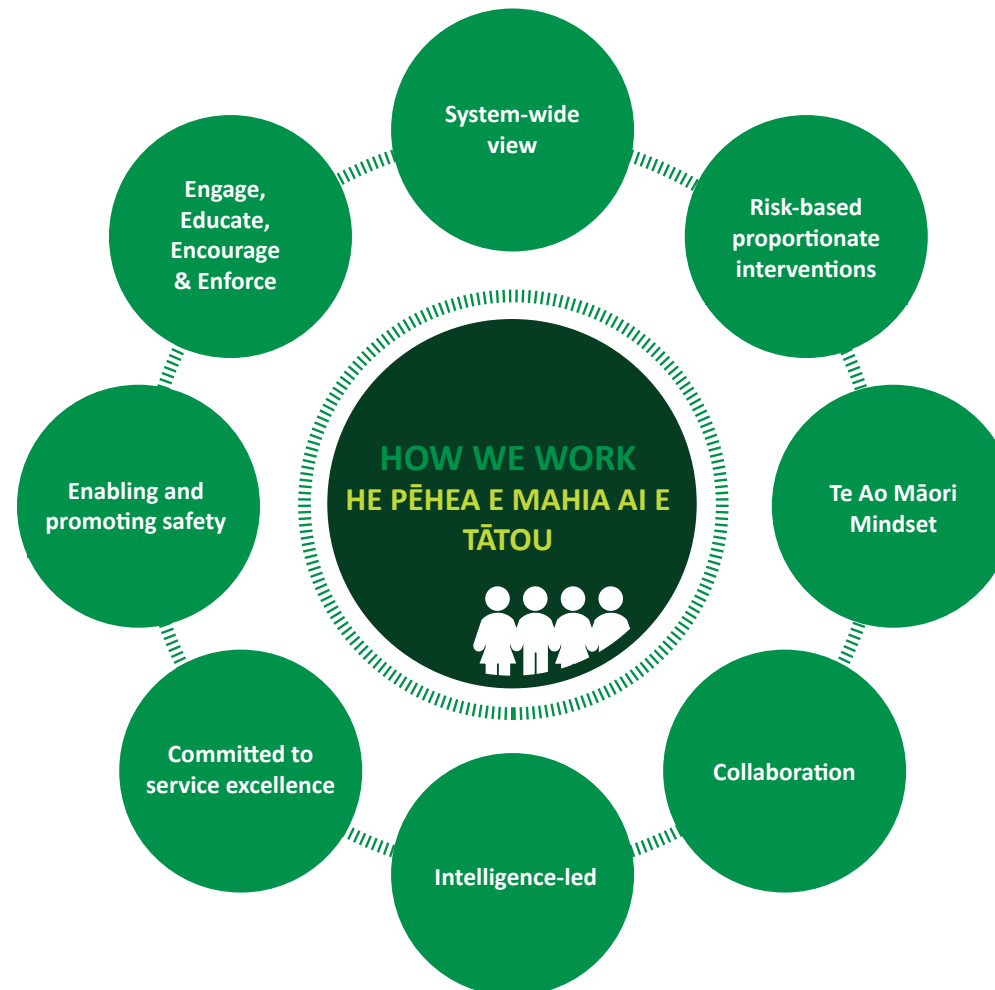 System-wide
view
Risk-based
proportionate
interventions
Te Ao Māori
Mindset
Collaboration
Intelligence-led
Committed to
service excellence
Enabling and
promoting safety
Engage,
Educate,
Encourage
& Enforce
HOW WE WORK
HE PĒHEA E MAHIA AI E
TĀTOU